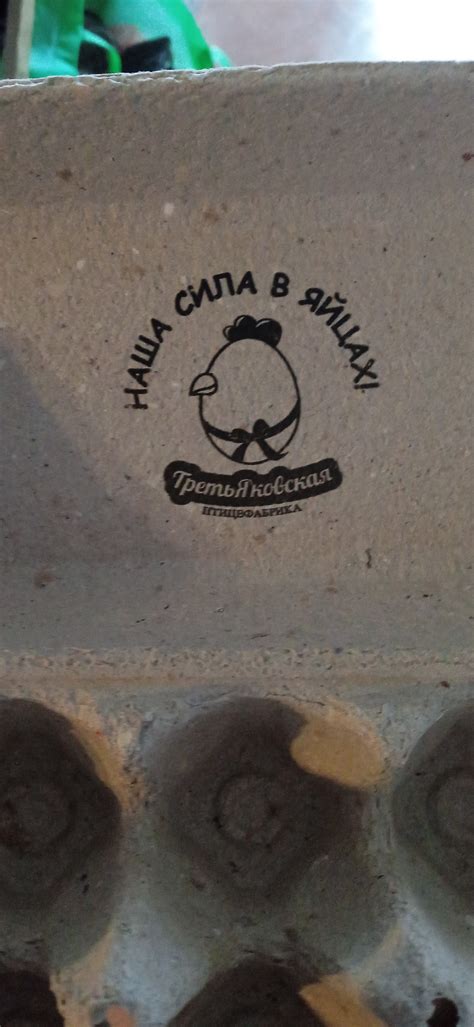 НАША СИЛА В ЯЙЦАХ!
ТретьЯковская
ПТИЦЕФАБРИКА